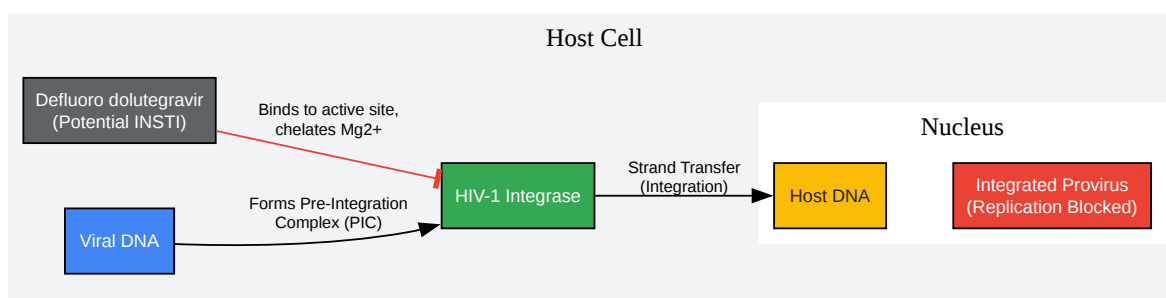 Host Cell
Defluoro dolutegravir
(Potential INSTI)
Binds to active site,
chelates Mg2+
Nucleus
Viral DNA
Forms Pre-Integration
Complex (PIC)
HIV-1 Integrase
Strand Transfer
(Integration)
Host DNA
Integrated Provirus
(Replication Blocked)